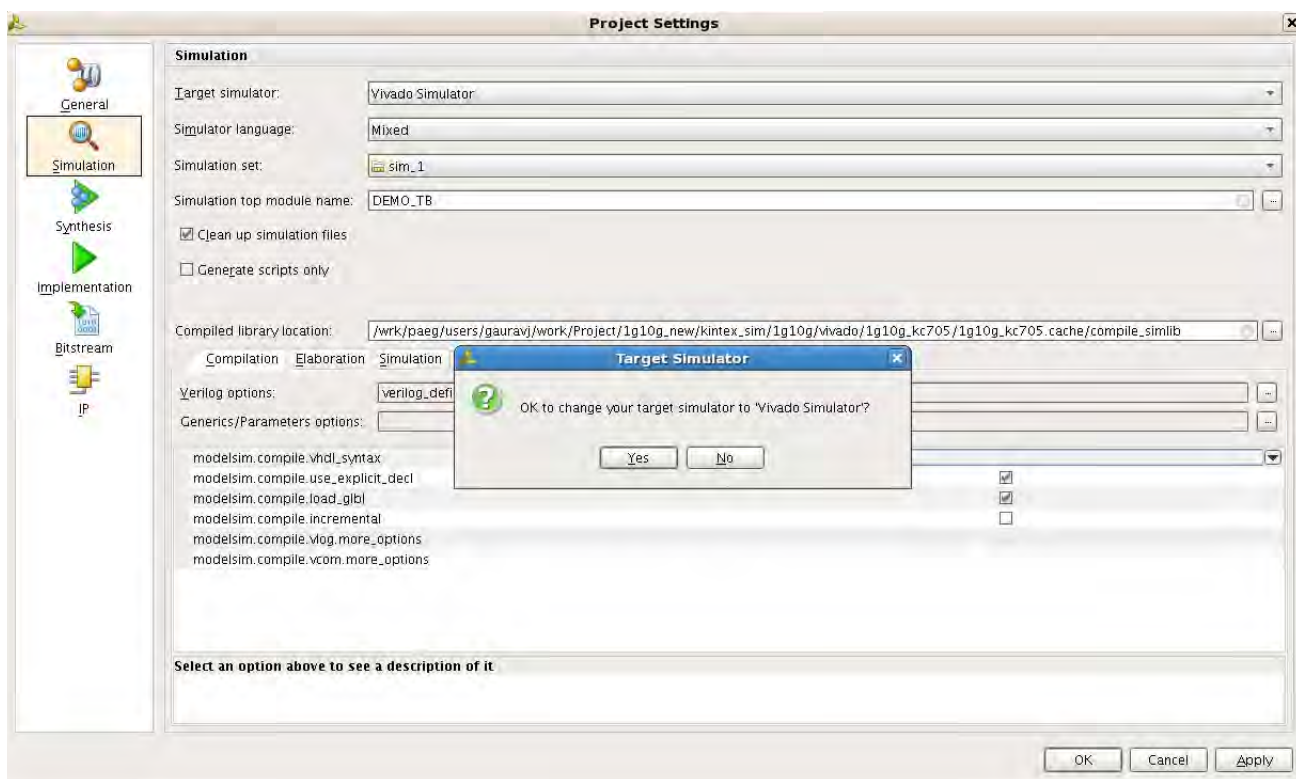 Project Settings
General
Simulation
Synthesis
Implementation
Bitstream
IP
Simulation
Target simulator: Vivado Simulator
Simulator language: Mixed
Simulation set: sim_1
Simulation top module name: DEMO_TB
Clean up simulation files
Generate scripts only
Compiled library location: /wrk/paeg/users/gauravj/work/Project/1g10g_new/kintex_sim/1g10g/vivado/1g10g_kc705/1g10g_kc705.cache/compile_simlib
Compilation Elaboration Simulation
Verilog options: verilog_defi
Generics/Parameters options:
modelsim.compile.vhdl_syntax
modelsim.compile.use_explicit_decl
modelsim.compile.load_glbl
modelsim.compile.incremental
modelsim.compile.vlog.more_options
modelsim.compile.vcom.more_options
Target Simulator
OK to change your target simulator to 'Vivado Simulator'?
Yes No
Select an option above to see a description of it
OK Cancel Apply